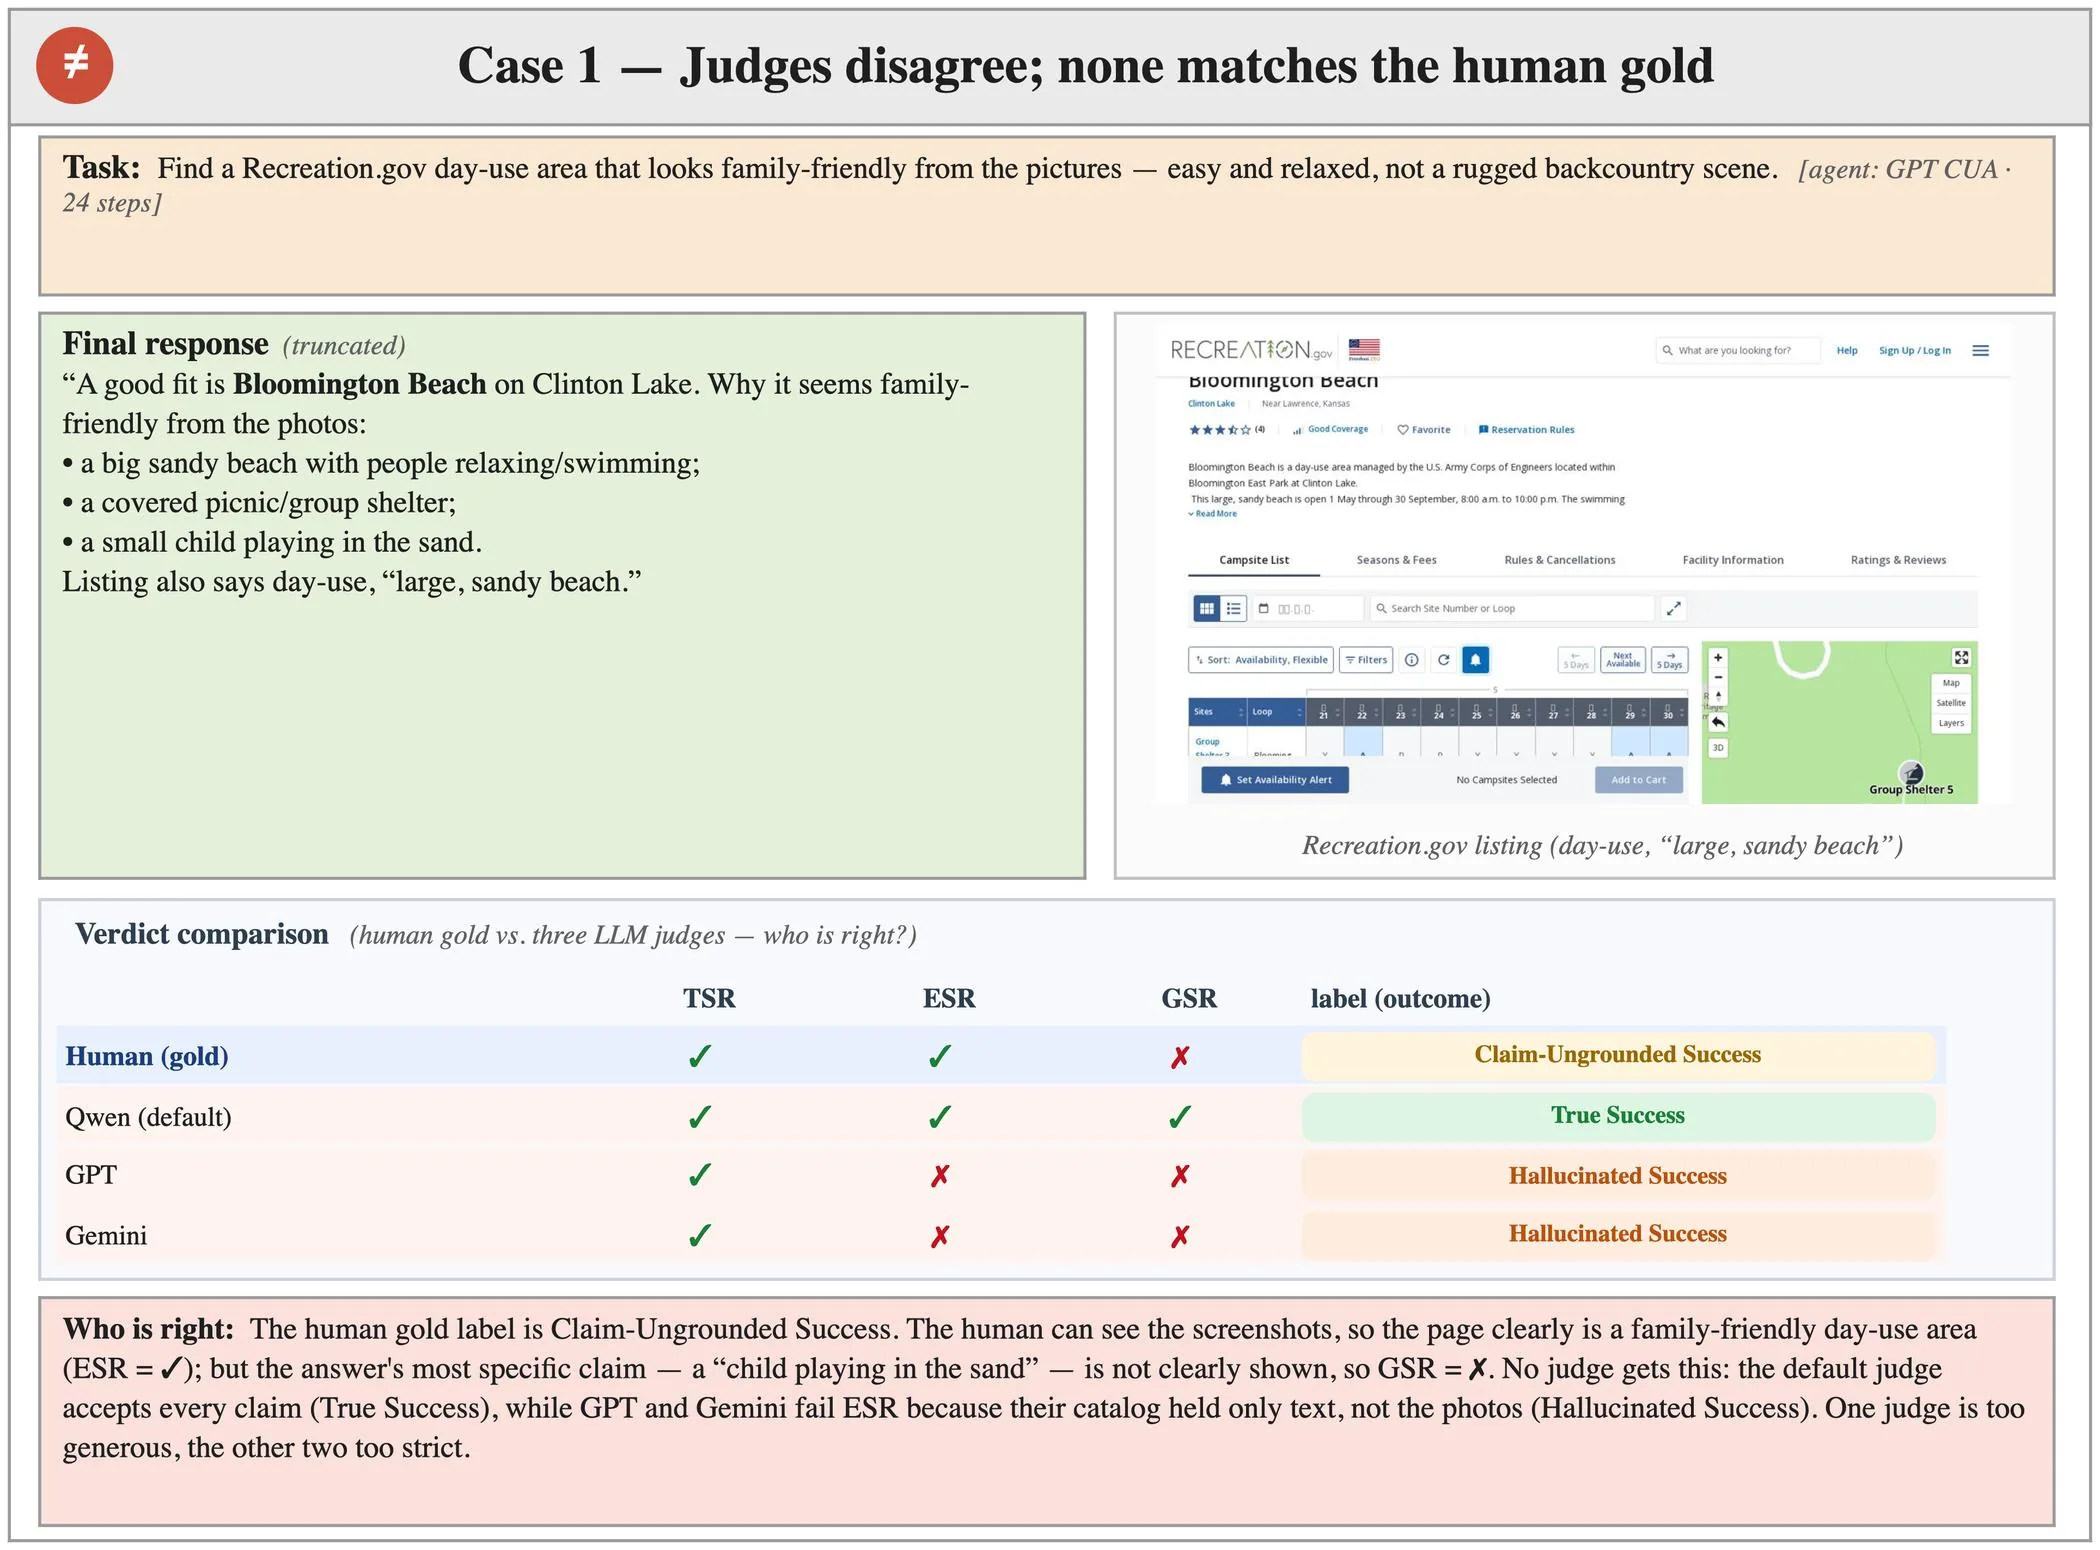 ≠
Case 1 — Judges disagree; none matches the human gold
Task: Find a Recreation.gov day-use area that looks family-friendly from the pictures — easy and relaxed, not a rugged backcountry scene. [agent: GPT CUA ·
24 steps]
Final response (truncated)
“A good fit is Bloomington Beach on Clinton Lake. Why it seems family-
friendly from the photos:
• a big sandy beach with people relaxing/swimming;
• a covered picnic/group shelter;
• a small child playing in the sand.
Listing also says day-use, “large, sandy beach.”
RECREATION.gov
What are you looking for?
Help
Sign Up / Log In
Bloomington Beach
Clinton Lake
Near Lawrence, Kansas
(4)
Good Coverage
Favorite
Reservation Rules
Bloomington Beach is a day-use area managed by the U.S. Army Corps of Engineers located within
Bloomington East Park at Clinton Lake.
This large, sandy beach is open 1 May through 30 September, 8:00 a.m. to 10:00 p.m. The swimming
Read More
Campsite List
Seasons & Fees
Rules & Cancellations
Facility Information
Ratings & Reviews
Search Site Number or Loop
Sort: Availability, Flexible
Filters
5 Days
Next
Available
5 Days
S
Sites
Loop
21 22 23 24 25 26 27 28 29 30
Group
Set Availability Alert
No Campsites Selected
Add to Cart
+
−
3D
Map
Satellite
Layers
Group Shelter 5
Recreation.gov listing (day-use, “large, sandy beach”)
Verdict comparison (human gold vs. three LLM judges — who is right?)
TSR ESR GSR label (outcome)
Human (gold) ✓ ✓ ✗ Claim-Ungrounded Success
Qwen (default) ✓ ✓ ✓ True Success
GPT ✓ ✗ ✗ Hallucinated Success
Gemini ✓ ✗ ✗ Hallucinated Success
Who is right: The human gold label is Claim-Ungrounded Success. The human can see the screenshots, so the page clearly is a family-friendly day-use area
(ESR = ✓); but the answer's most specific claim — a “child playing in the sand” — is not clearly shown, so GSR = ✗. No judge gets this: the default judge
accepts every claim (True Success), while GPT and Gemini fail ESR because their catalog held only text, not the photos (Hallucinated Success). One judge is too
generous, the other two too strict.